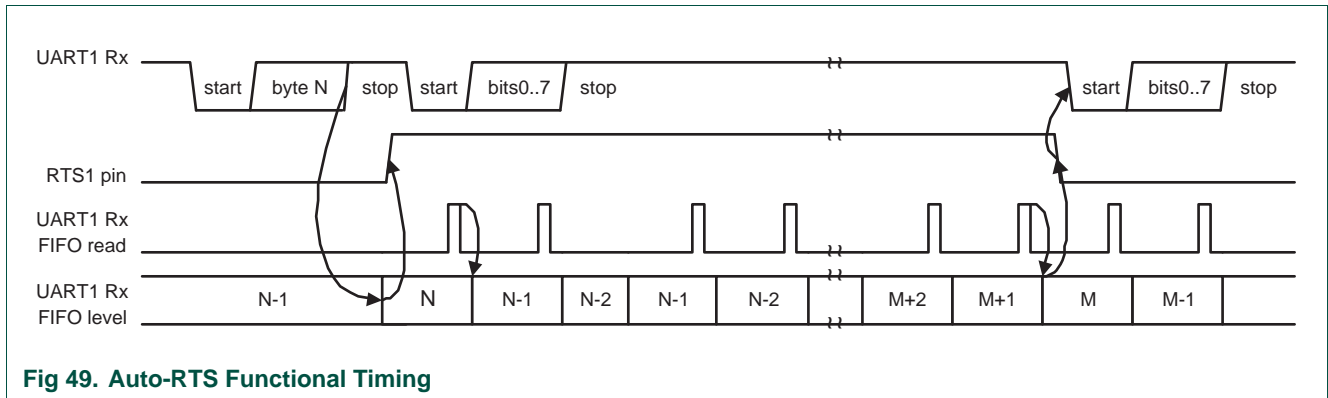 UART1 Rx
start byte N stop start bits0..7 stop start bits0..7 stop
RTS1 pin
UART1 Rx
FIFO read
UART1 Rx
FIFO level
N-1 N N-1 N-2 N-1 N-2 M+2 M+1 M M-1
Fig 49. Auto-RTS Functional Timing